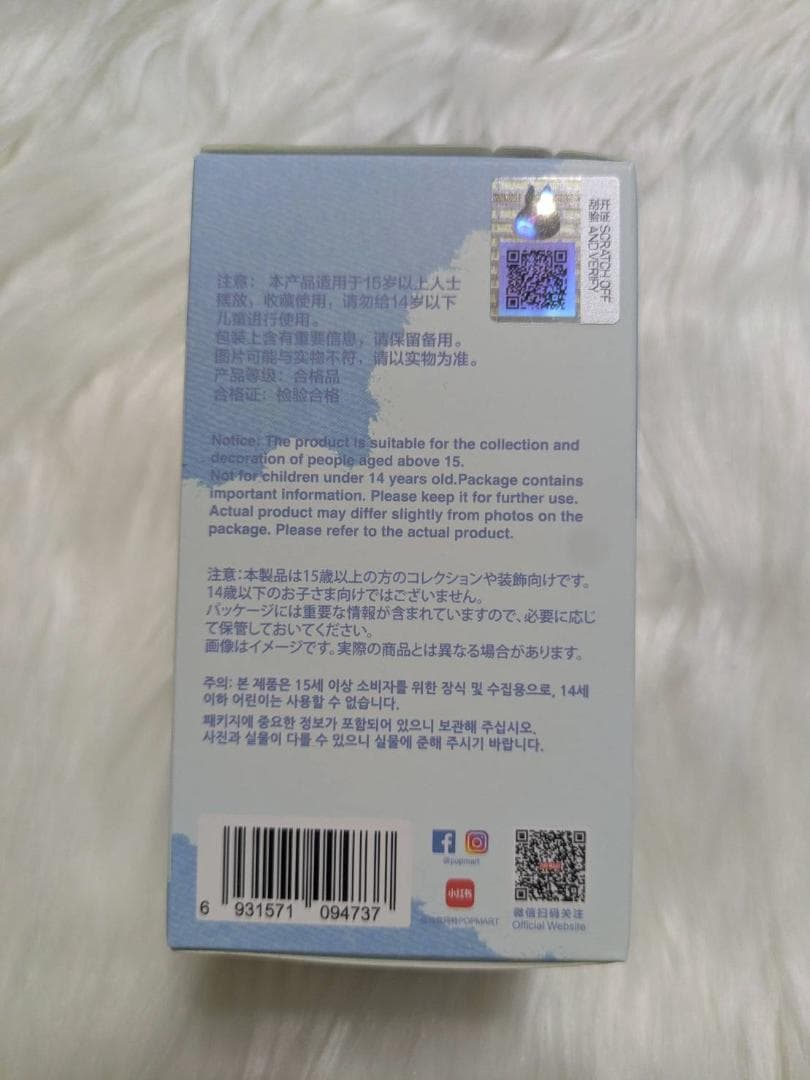 刮开
验证 SCRATCH OFF
AND VERIFY
注意：本产品适用于15岁以上人士
摆放，收藏使用，请勿给14岁以下
儿童进行使用。
包装上含有重要信息，请保留备用。
图片可能与实物不符，请以实物为准。
产品等级：合格品
合格证：检验合格
Notice: The product is suitable for the collection and
decoration of people aged above 15.
Not for children under 14 years old.Package contains
important information. Please keep it for further use.
Actual product may differ slightly from photos on the
package. Please refer to the actual product.
注意：本製品は15歳以上の方のコレクションや装飾向けです。
14歳以下のお子さま向けではございません。
パッケージには重要な情報が含まれていますので、必要に応じ
て保管しておいてください。
画像はイメージです。実際の商品とは異なる場合があります。
주의: 본 제품은 15세 이상 소비자를 위한 장식 및 수집용으로, 14세
이하 어린이는 사용할 수 없습니다.
패키지에 중요한 정보가 포함되어 있으니 보관해 주십시오.
사진과 실물이 다를 수 있으니 실물에 준해 주시기 바랍니다.
6 931571 094737
@popmart
小红书
POPMART
微信扫码关注
Official Website